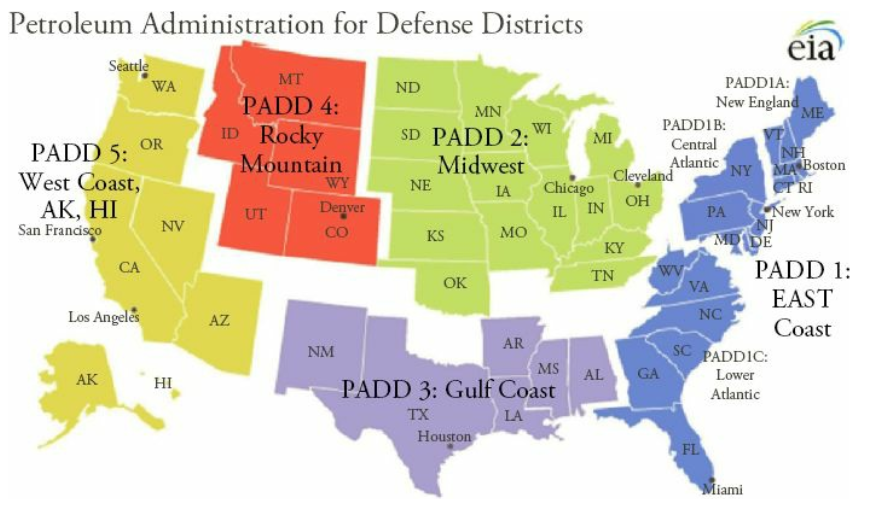 Petroleum Administration for Defense Districts
eia
Seattle
WA
OR
PADD 5:
West Coast,
AK, HI
San Francisco
NV
CA
Los Angeles
AZ
AK
HI
MT
PADD 4:
ID
Rocky
Mountain
WY
UT
Denver
CO
ND
MN
SD
PADD 2:
WI
MI
Midwest
NE
IA
Chicago
Cleveland
IL
IN
OH
KS
MO
KY
OK
TN
PADD1A:
New England
ME
PADD1B:
Central
Atlantic
VT
NH
NY
MA
Boston
CT
RI
PA
New York
NJ
MD
DE
WV
VA
PADD 1:
EAST
Coast
NC
SC
PADD1C:
Lower
Atlantic
GA
FL
Miami
NM
AR
MS
AL
PADD 3: Gulf Coast
TX
LA
Houston